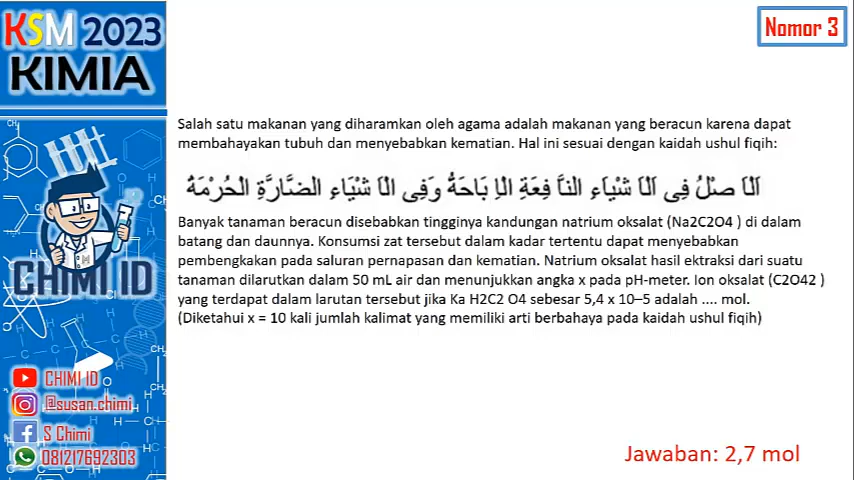 KSM 2023
KIMIA
Nomor 3
Salah satu makanan yang diharamkan oleh agama adalah makanan yang beracun karena dapat
membahayakan tubuh dan menyebabkan kematian. Hal ini sesuai dengan kaidah ushul fiqih:
اَلْاَ صْلُ فِى اَلْاَ شْيَاءِ النَّا فِعَةِ الْاِ بَاحَةُ وَفِى الْاَ شْيَاءِ الضَّارَّةِ الْحُرْمَةُ
Banyak tanaman beracun disebabkan tingginya kandungan natrium oksalat (Na2C2O4 ) di dalam
batang dan daunnya. Konsumsi zat tersebut dalam kadar tertentu dapat menyebabkan
pembengkakan pada saluran pernapasan dan kematian. Natrium oksalat hasil ektraksi dari suatu
tanaman dilarutkan dalam 50 mL air dan menunjukkan angka x pada pH-meter. Ion oksalat (C2O42 )
yang terdapat dalam larutan tersebut jika Ka H2C2 O4 sebesar 5,4 x 10–5 adalah .... mol.
(Diketahui x = 10 kali jumlah kalimat yang memiliki arti berbahaya pada kaidah ushul fiqih)
CHIMI ID
CHIMI ID
@susan.chimi
S Chimi
081217692303
Jawaban: 2,7 mol